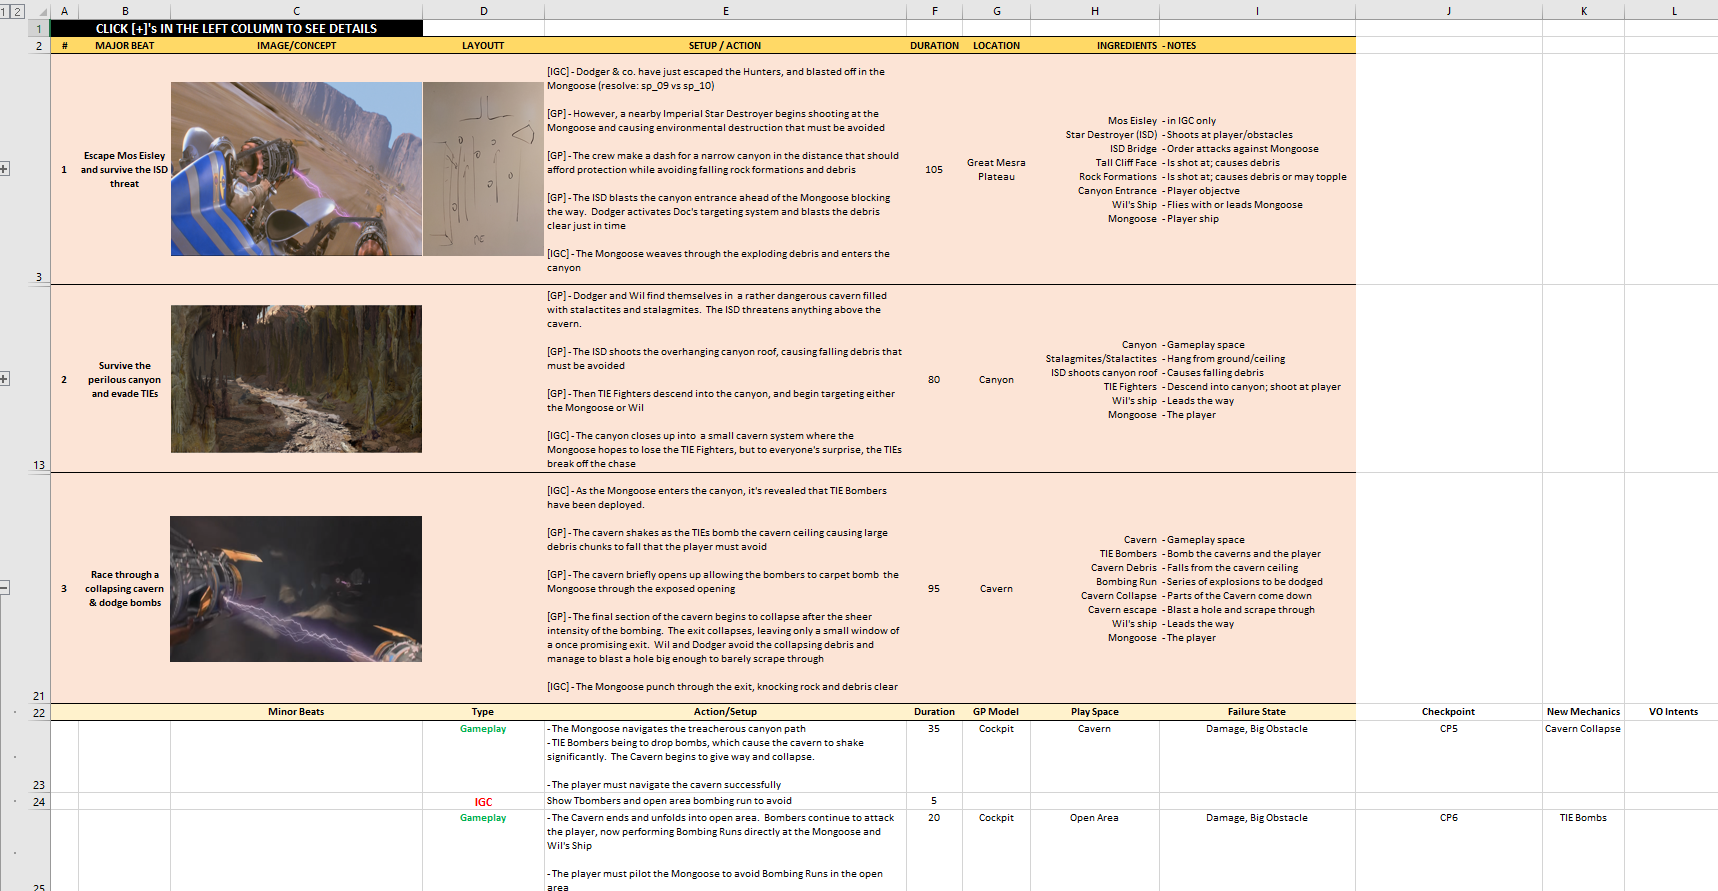 1 2 A B C D E F G H I J K L
1 CLICK [+]'s IN THE LEFT COLUMN TO SEE DETAILS
2 # MAJOR BEAT IMAGE/CONCEPT LAYOUTT SETUP / ACTION DURATION LOCATION INGREDIENTS - NOTES
3
1
Escape Mos Eisley
and survive the ISD
threat
[IGC] - Dodger & co. have just escaped the Hunters, and blasted off in the
Mongoose (resolve: sp_09 vs sp_10)
[GP] - However, a nearby Imperial Star Destroyer begins shooting at the
Mongoose and causing environmental destruction that must be avoided
[GP] - The crew make a dash for a narrow canyon in the distance that should
afford protection while avoiding falling rock formations and debris
[GP] - The ISD blasts the canyon entrance ahead of the Mongoose blocking
the way.  Dodger activates Doc's targeting system and blasts the debris
clear just in time
[IGC] - The Mongoose weaves through the exploding debris and enters the
canyon
105
Great Mesra
Plateau
Mos Eisley - in IGC only
Star Destroyer (ISD) - Shoots at player/obstacles
ISD Bridge - Order attacks against Mongoose
Tall Cliff Face - Is shot at; causes debris
Rock Formations - Is shot at; causes debris or may topple
Canyon Entrance - Player objectve
Wil's Ship - Flies with or leads Mongoose
Mongoose - Player ship
13
2
Survive the
perilous canyon
and evade TIEs
[GP] - Dodger and Wil find themselves in  a rather dangerous cavern filled
with stalactites and stalagmites.  The ISD threatens anything above the
cavern.
[GP] - The ISD shoots the overhanging canyon roof, causing falling debris that
must be avoided
[GP] - Then TIE Fighters descend into the canyon, and begin targeting either
the Mongoose or Wil
[IGC] - The canyon closes up into  a small cavern system where the
Mongoose hopes to lose the TIE Fighters, but to everyone's surprise, the TIEs
break off the chase
80
Canyon
Canyon - Gameplay space
Stalagmites/Stalactites - Hang from ground/ceiling
ISD shoots canyon roof - Causes falling debris
TIE Fighters - Descend into canyon; shoot at player
Wil's ship - Leads the way
Mongoose - The player
21
3
Race through a
collapsing cavern
& dodge bombs
[IGC] - As the Mongoose enters the canyon, it's revealed that TIE Bombers
have been deployed.
[GP] - The cavern shakes as the TIEs bomb the cavern ceiling causing large
debris chunks to fall that the player must avoid
[GP] - The cavern briefly opens up allowing the bombers to carpet bomb  the
Mongoose through the exposed opening
[GP] - The final section of the cavern begins to collapse after the sheer
intensity of the bombing.  The exit collapses, leaving only a small window of
a once promising exit.  Wil and Dodger avoid the collapsing debris and
manage to blast a hole big enough to barely scrape through
[IGC] - The Mongoose punch through the exit, knocking rock and debris clear
95
Cavern
Cavern - Gameplay space
TIE Bombers - Bomb the caverns and the player
Cavern Debris - Falls from the cavern ceiling
Bombing Run - Series of explosions to be dodged
Cavern Collapse - Parts of the Cavern come down
Cavern escape - Blast a hole and scrape through
Wil's ship - Leads the way
Mongoose - The player
22 Minor Beats Type Action/Setup Duration GP Model Play Space Failure State Checkpoint New Mechanics VO Intents
23
Gameplay
- The Mongoose navigates the treacherous canyon path
- TIE Bombers being to drop bombs, which cause the cavern to shake
significantly.  The Cavern begins to give way and collapse.
- The player must navigate the cavern successfully
35 Cockpit Cavern Damage, Big Obstacle CP5 Cavern Collapse
24 IGC Show Tbombers and open area bombing run to avoid 5
25
Gameplay
- The Cavern ends and unfolds into open area.  Bombers continue to attack
the player, now performing Bombing Runs directly at the Mongoose and
Wil's Ship
- The player must pilot the Mongoose to avoid Bombing Runs in the open
area
20 Cockpit Open Area Damage, Big Obstacle CP6 TIE Bombs